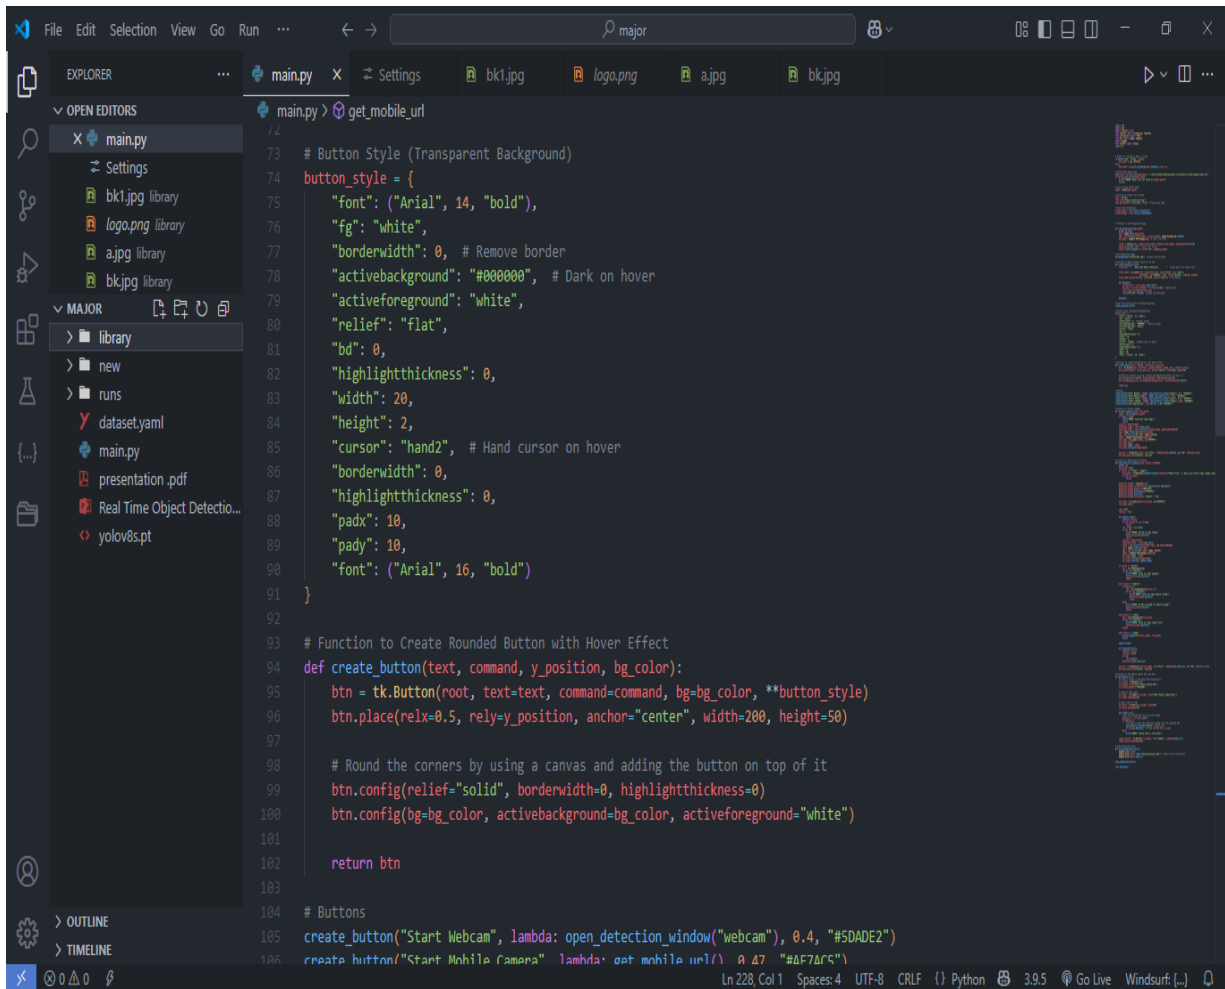 File Edit Selection View Go Run ··· major
EXPLORER ···
main.py Settings bk1.jpg logo.png a.jpg bk.jpg
OPEN EDITORS
main.py
Settings
bk1.jpg library
logo.png library
a.jpg library
bk.jpg library
MAJOR
library
new
runs
dataset.yaml
main.py
presentation .pdf
Real Time Object Detectio...
yolov8s.pt
OUTLINE
TIMELINE
main.py > get_mobile_url
72
73 # Button Style (Transparent Background)
74 button_style = {
75 "font": ("Arial", 14, "bold"),
76 "fg": "white",
77 "borderwidth": 0, # Remove border
78 "activebackground": "#000000", # Dark on hover
79 "activeforeground": "white",
80 "relief": "flat",
81 "bd": 0,
82 "highlightthickness": 0,
83 "width": 20,
84 "height": 2,
85 "cursor": "hand2", # Hand cursor on hover
86 "borderwidth": 0,
87 "highlightthickness": 0,
88 "padx": 10,
89 "pady": 10,
90 "font": ("Arial", 16, "bold")
91 }
92
93 # Function to Create Rounded Button with Hover Effect
94 def create_button(text, command, y_position, bg_color):
95 btn = tk.Button(root, text=text, command=command, bg=bg_color, **button_style)
96 btn.place(relx=0.5, rely=y_position, anchor="center", width=200, height=50)
97
98 # Round the corners by using a canvas and adding the button on top of it
99 btn.config(relief="solid", borderwidth=0, highlightthickness=0)
100 btn.config(bg=bg_color, activebackground=bg_color, activeforeground="white")
101
102 return btn
103
104 # Buttons
105 create_button("Start Webcam", lambda: open_detection_window("webcam"), 0.4, "#5DADE2")
106 create_button("Start Mobile Camera", lambda: get_mobile_url(), 0.47, "#AF7AC5")
0 0 Ln 228, Col 1 Spaces: 4 UTF-8 CRLF {} Python 3.9.5 Go Live Windsurf: {...}